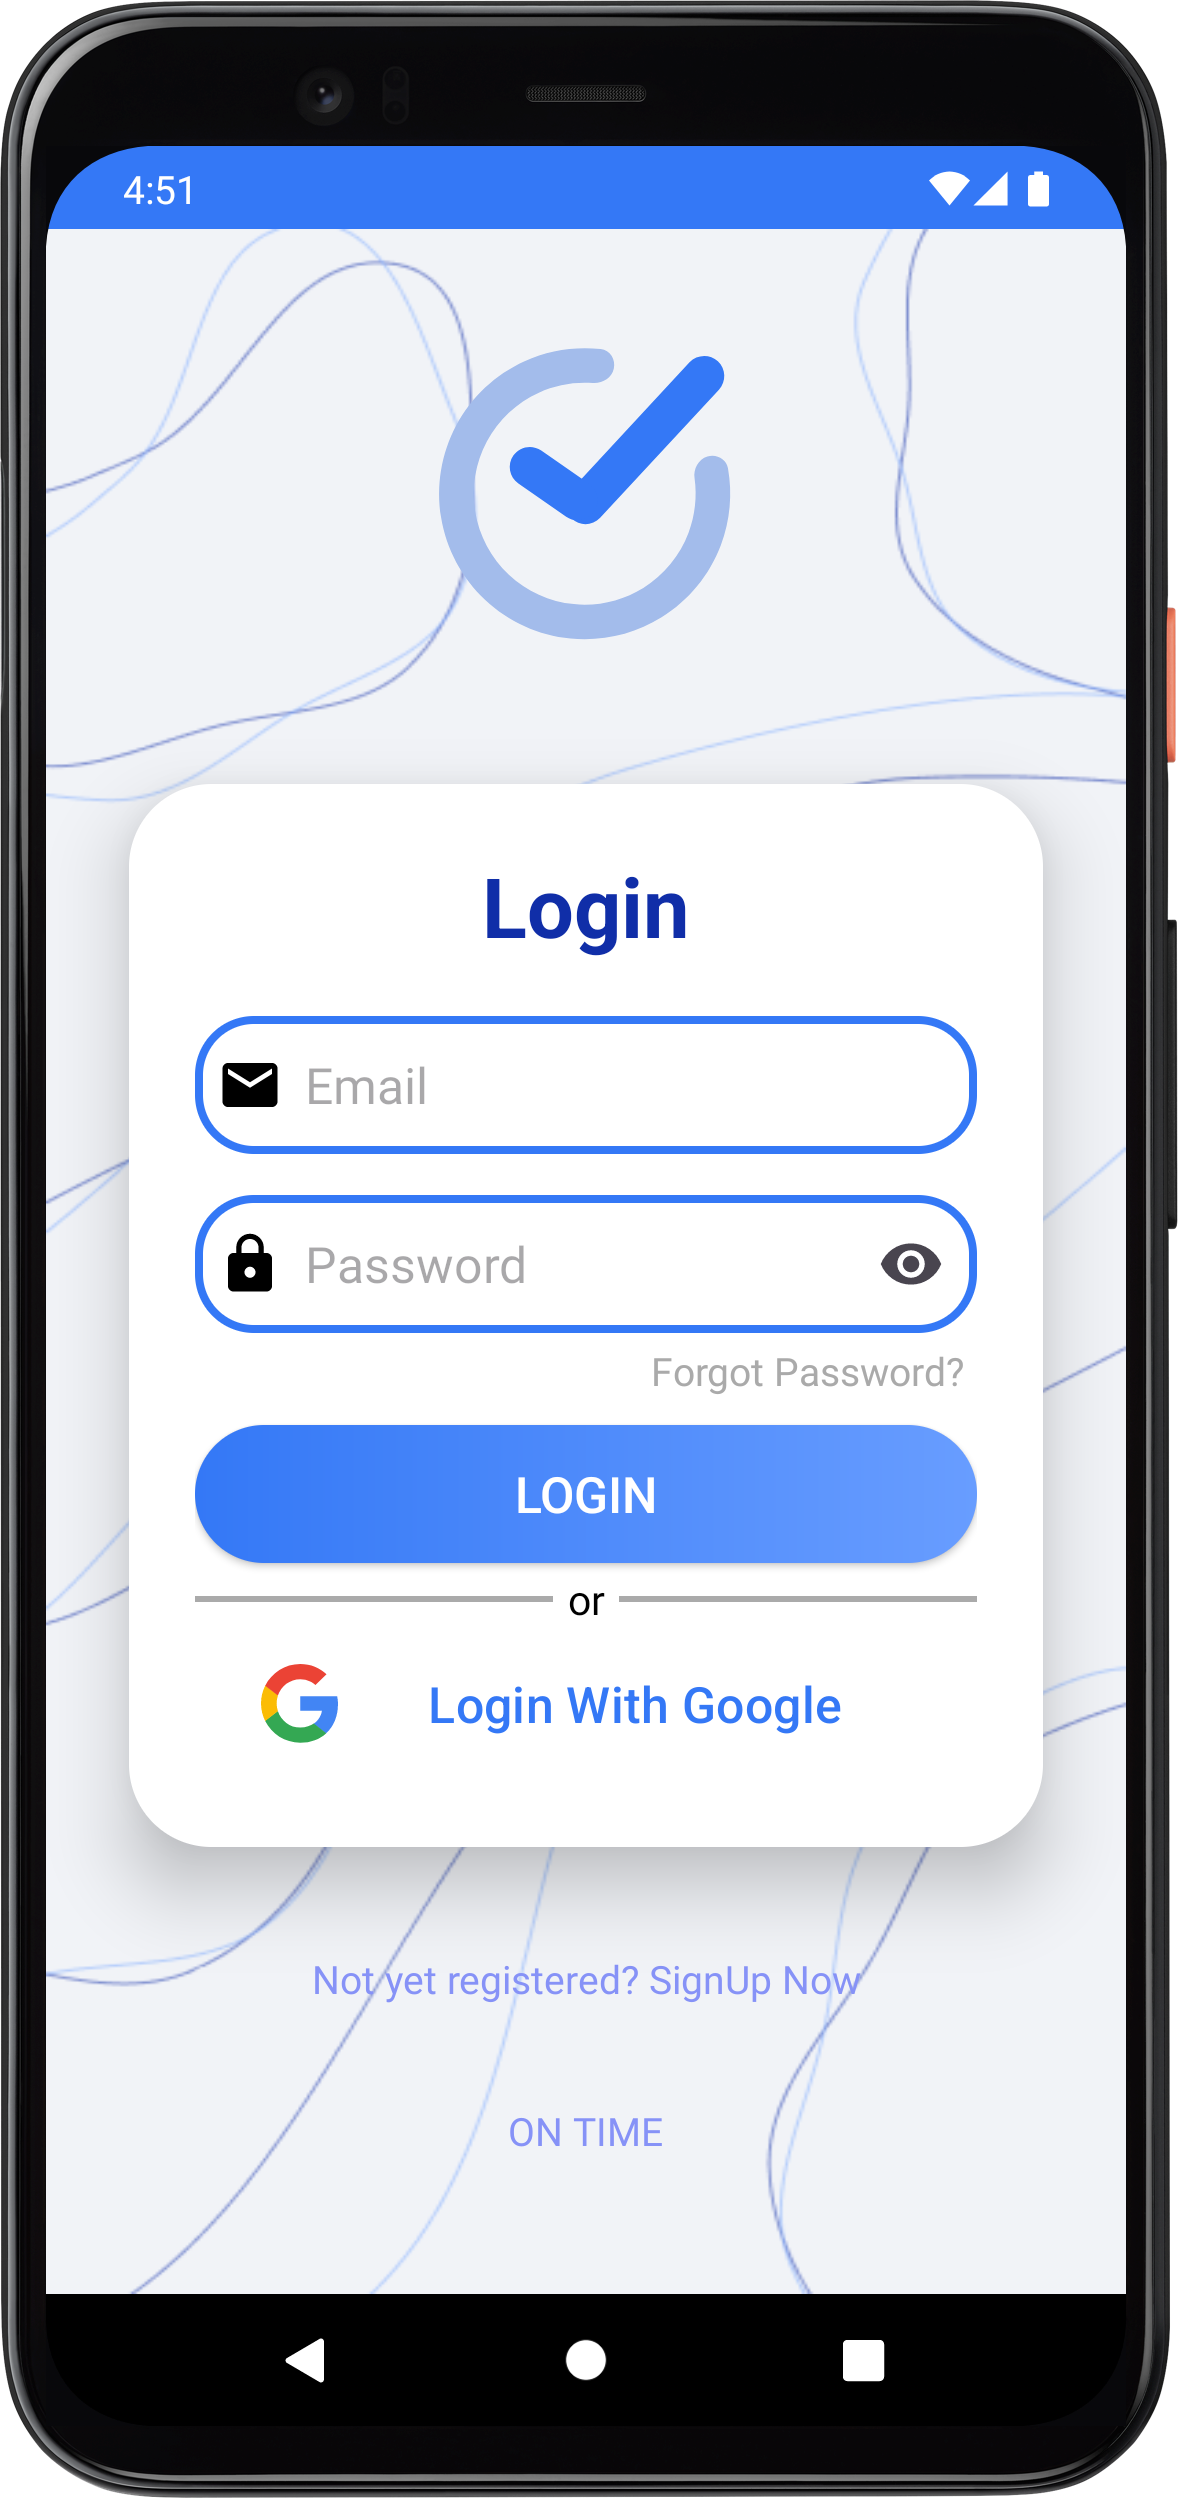 4:51
Login
Email
Password
Forgot Password?
LOGIN
or
Login With Google
Not yet registered? SignUp Now
ON TIME